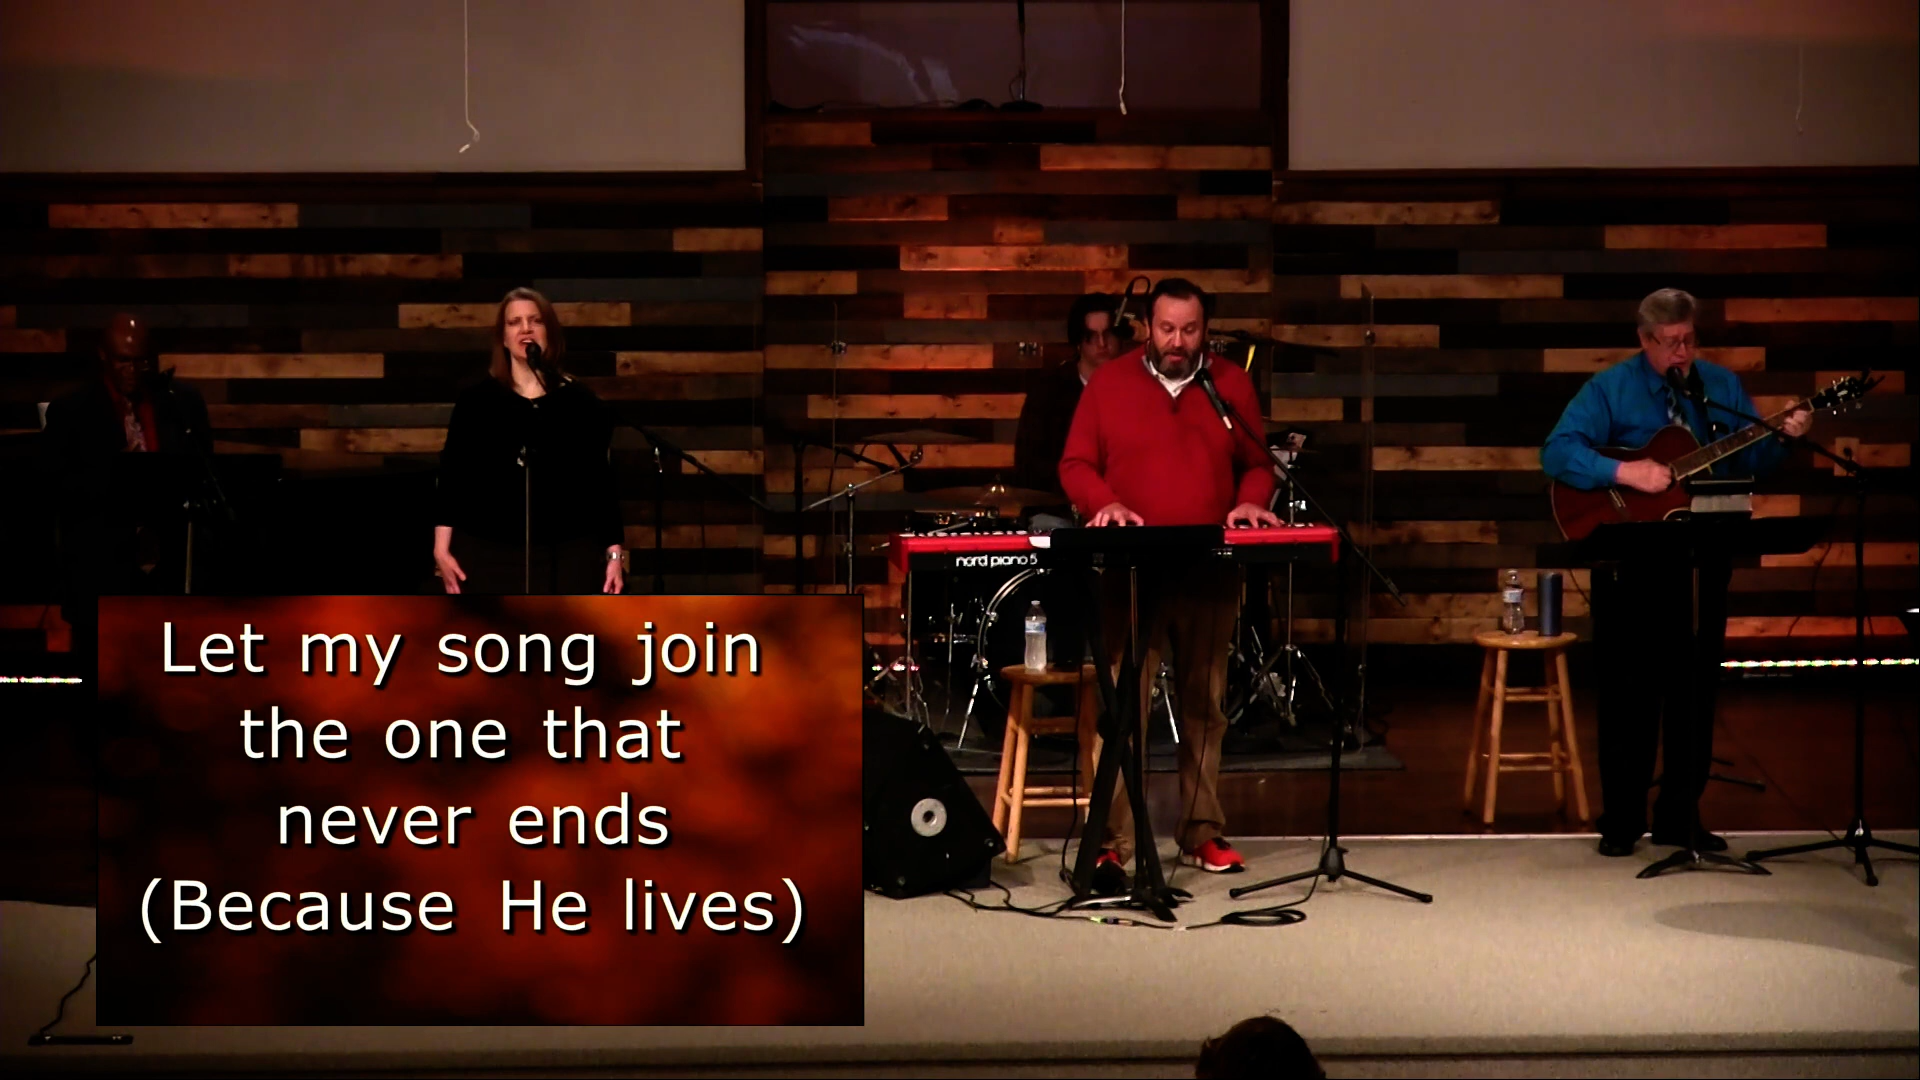 nord piano 5
Let my song join
the one that
never ends
(Because He lives)